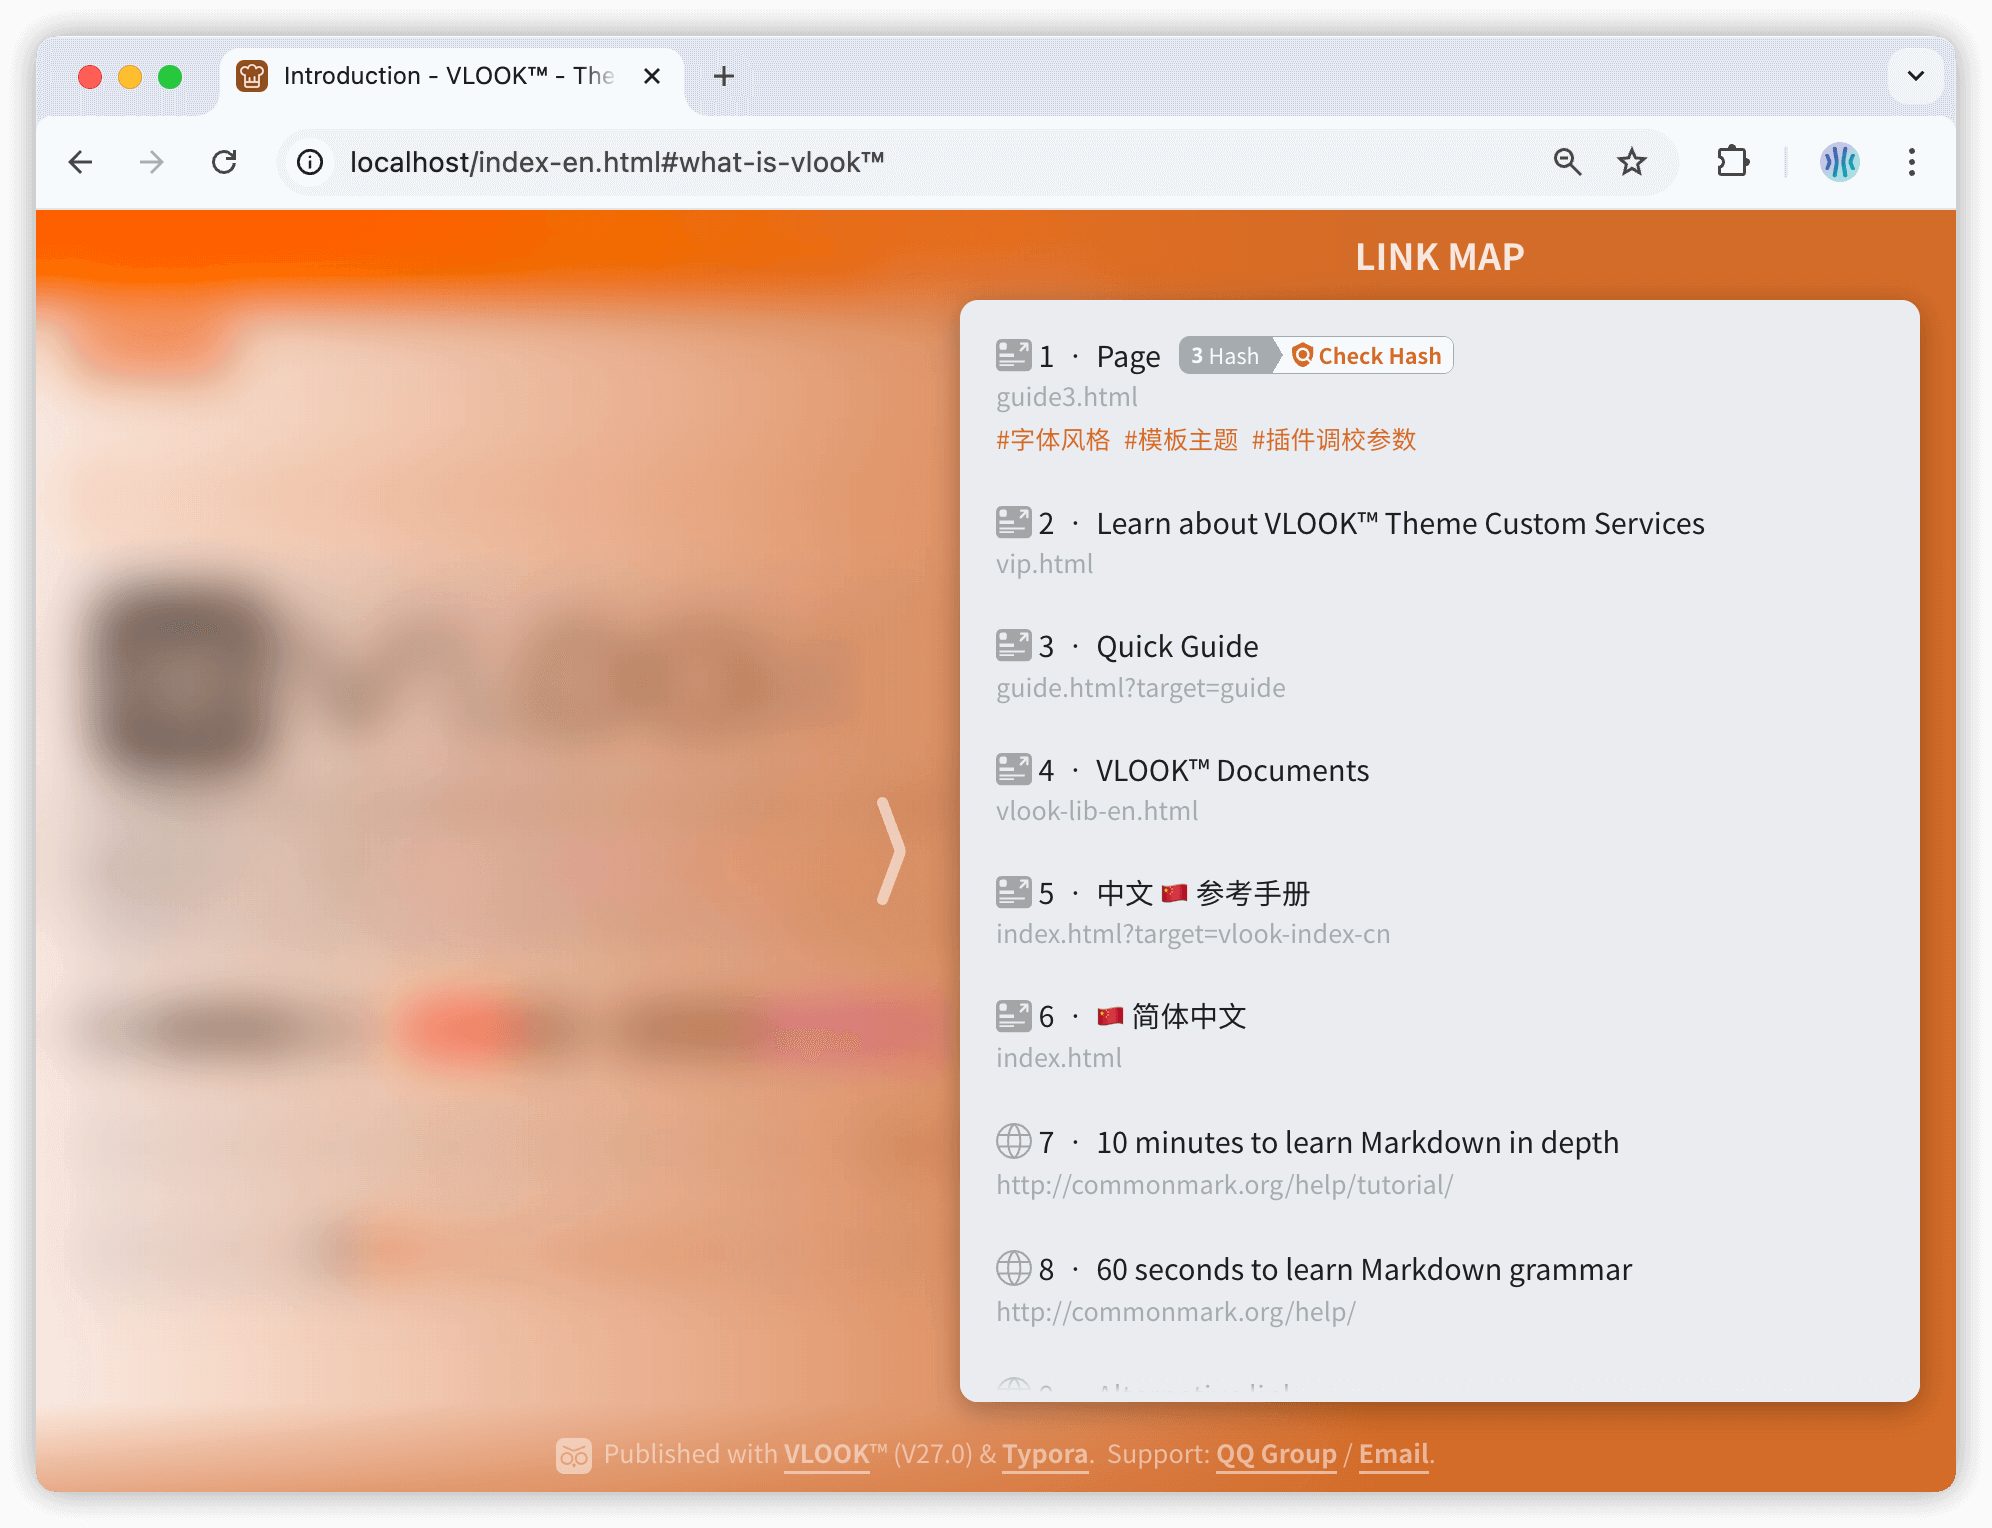 Introduction - VLOOK™ - The
localhost/index-en.html#what-is-vlook™
LINK MAP
1 · Page 3 Hash Check Hash
guide3.html
#字体风格 #模板主题 #插件调校参数
2 · Learn about VLOOK™ Theme Custom Services
vip.html
3 · Quick Guide
guide.html?target=guide
4 · VLOOK™ Documents
vlook-lib-en.html
5 · 中文 🇨🇳 参考手册
index.html?target=vlook-index-cn
6 · 🇨🇳 简体中文
index.html
7 · 10 minutes to learn Markdown in depth
http://commonmark.org/help/tutorial/
8 · 60 seconds to learn Markdown grammar
http://commonmark.org/help/
Published with VLOOK™ (V27.0) & Typora. Support: QQ Group / Email.